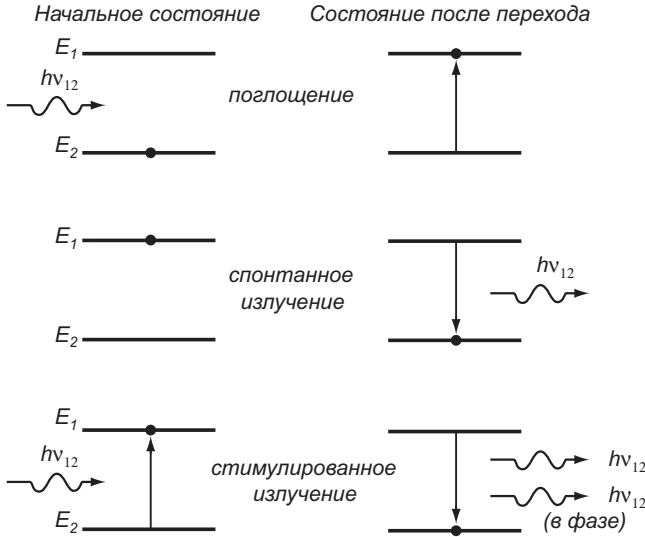 Начальное состояние
Состояние после перехода
E1
hν12
поглощение
E2
E1
спонтанное
излучение
hν12
E2
E1
hν12
стимулированное
излучение
hν12
hν12
(в фазе)
E2